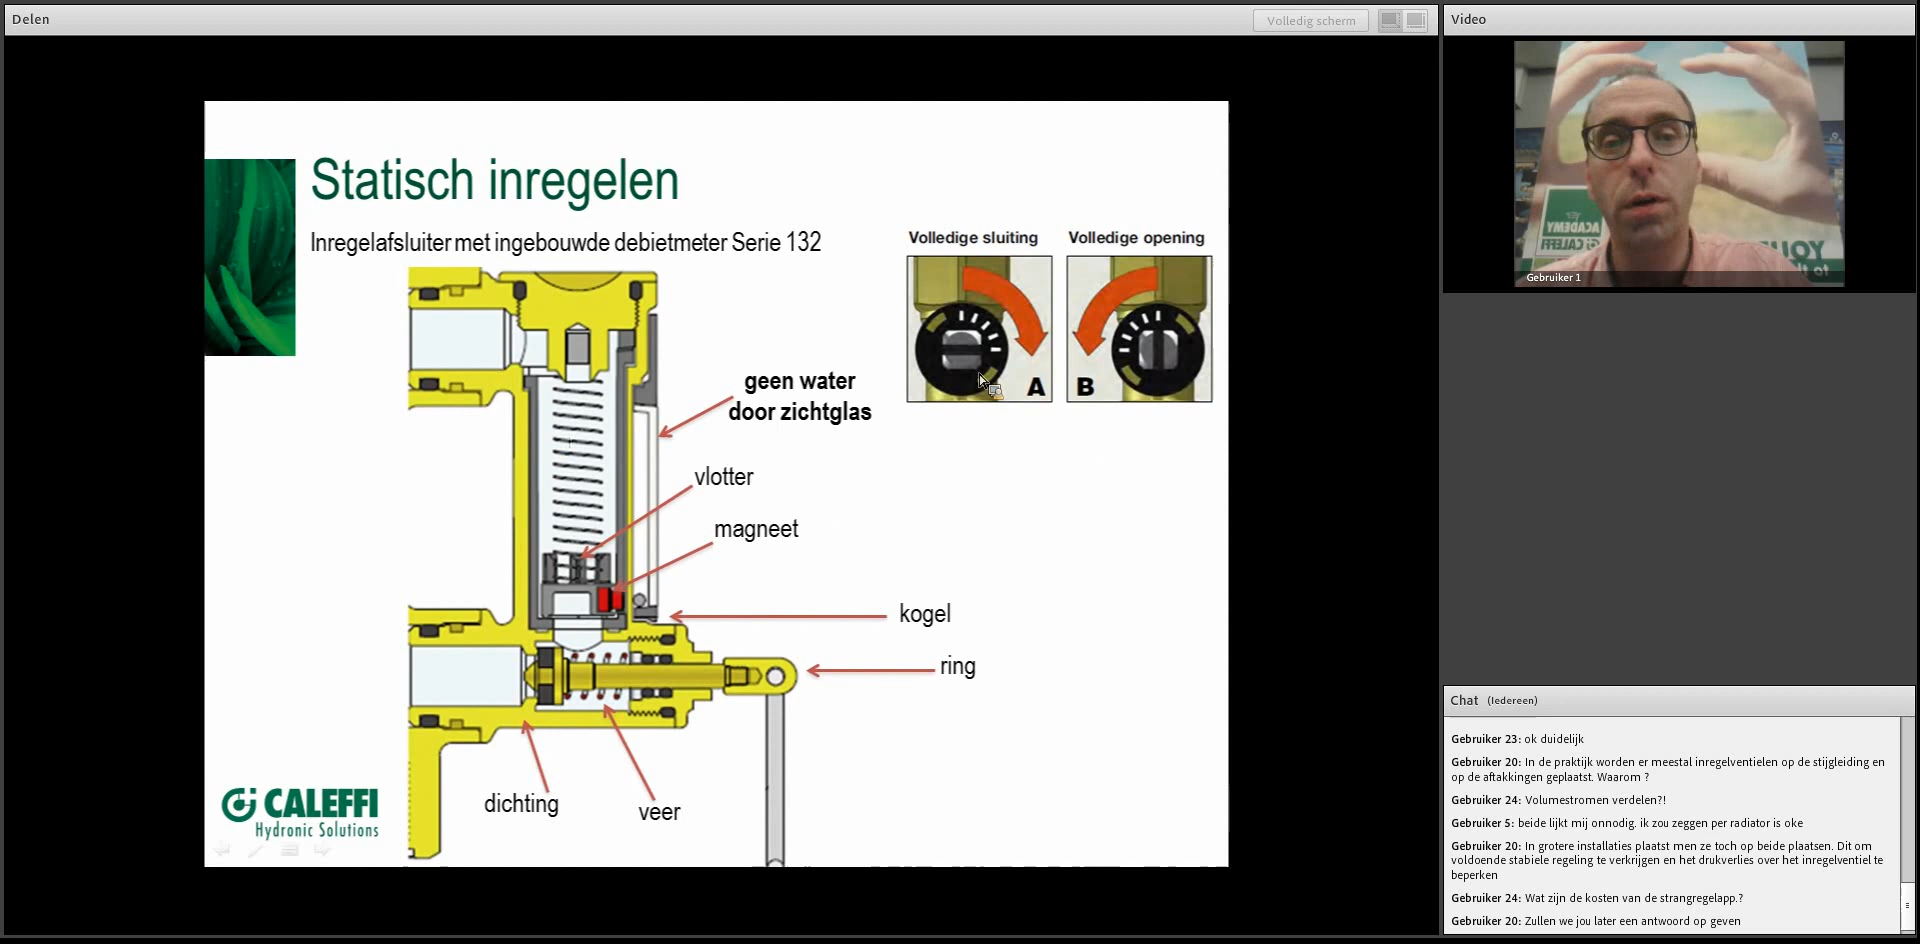 Delen
Volledig scherm
Video
Statisch inregelen
Inregelafsluiter met ingebouwde debietmeter Serie 132
Volledige sluiting
Volledige opening
A
B
geen water
door zichtglas
vlotter
magneet
kogel
ring
dichting
veer
CALEFFI
Hydronic Solutions
ACADEMY
CALEFFI
YOU
to th
Gebruiker 1
Chat (Iedereen)
Gebruiker 23: ok duidelijk
Gebruiker 20: In de praktijk worden er meestal inregelventielen op de stijgleiding en
op de aftakkingen geplaatst. Waarom ?
Gebruiker 24: Volumestromen verdelen?!
Gebruiker 5: beide lijkt mij onnodig. ik zou zeggen per radiator is oke
Gebruiker 20: In grotere installaties plaatst men ze toch op beide plaatsen. Dit om
voldoende stabiele regeling te verkrijgen en het drukverlies over het inregelventiel te
beperken
Gebruiker 24: Wat zijn de kosten van de strangregelapp.?
Gebruiker 20: Zullen we jou later een antwoord op geven